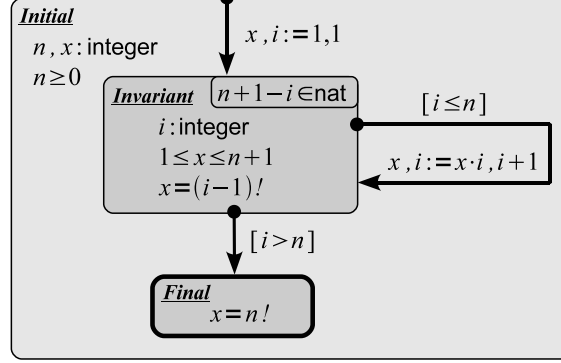 Initial
n , x : integer
n≥0
x , i := 1,1
Invariant
n+1−i ∈ nat
i : integer
1≤x≤n+1
x=(i−1)!
[i≤n]
x , i := x·i , i+1
[i>n]
Final
x=n!